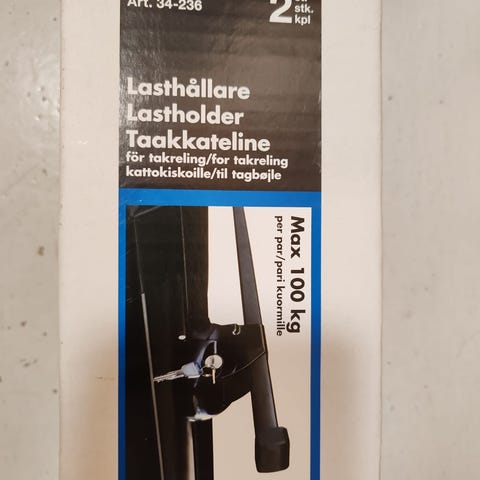 Art. 34-236
2
stk.
kpl
Lasthållare
Lastholder
Taakkateline
för takreling/for takreling
kattokiskoille/til tagbøjle
Max 100 kg
per par/pari kuormille